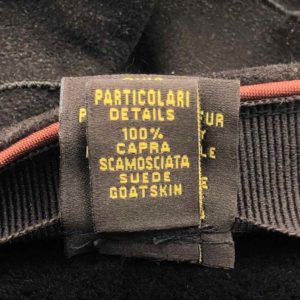 PARTICOLARI
DETAILS
100%
CAPRA
SCAMOSCIATA
SUEDE
GOATSKIN